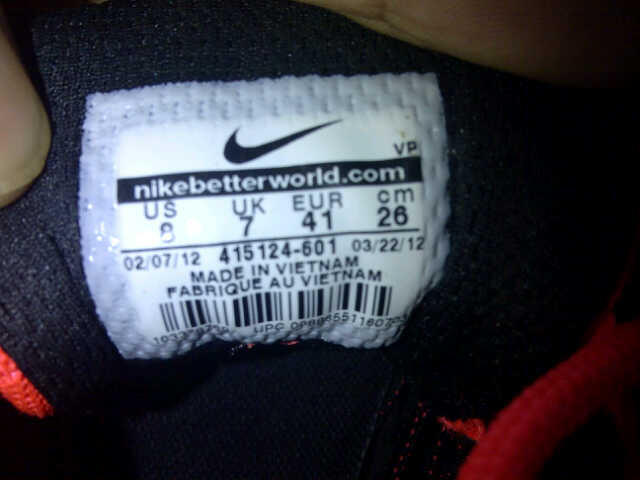 VP
nikebetterworld.com
US UK EUR cm
8 7 41 26
02/07/12 415124-601 03/22/12
MADE IN VIETNAM
FABRIQUE AU VIETNAM
UPC